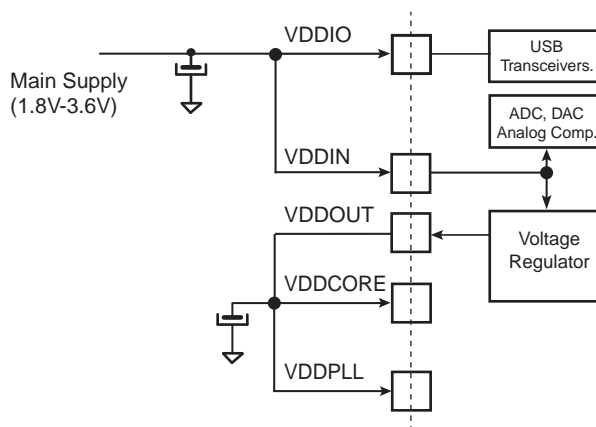 VDDIO
USB
Transceivers.
Main Supply
(1.8V-3.6V)
ADC, DAC
Analog Comp.
VDDIN
VDDOUT
Voltage
Regulator
VDDCORE
VDDPLL